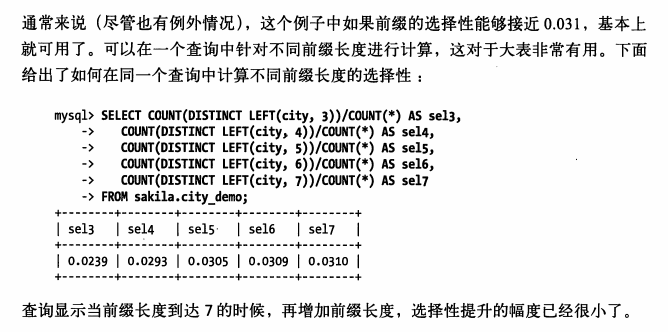 通常来说（尽管也有例外情况），这个例子中如果前缀的选择性能够接近0.031，基本上
就可用了。可以在一个查询中针对不同前缀长度进行计算，这对于大表非常有用。下面
给出了如何在同一个查询中计算不同前缀长度的选择性：
mysql> SELECT COUNT(DISTINCT LEFT(city, 3))/COUNT(*) AS sel3,
    ->    COUNT(DISTINCT LEFT(city, 4))/COUNT(*) AS sel4,
    ->    COUNT(DISTINCT LEFT(city, 5))/COUNT(*) AS sel5,
    ->    COUNT(DISTINCT LEFT(city, 6))/COUNT(*) AS sel6,
    ->    COUNT(DISTINCT LEFT(city, 7))/COUNT(*) AS sel7
    -> FROM sakila.city_demo;
+--------+--------+--------+--------+--------+
| sel3   | sel4   | sel5   | sel6   | sel7   |
+--------+--------+--------+--------+--------+
| 0.0239 | 0.0293 | 0.0305 | 0.0309 | 0.0310 |
+--------+--------+--------+--------+--------+
查询显示当前缀长度到达7的时候，再增加前缀长度，选择性提升的幅度已经很小了。